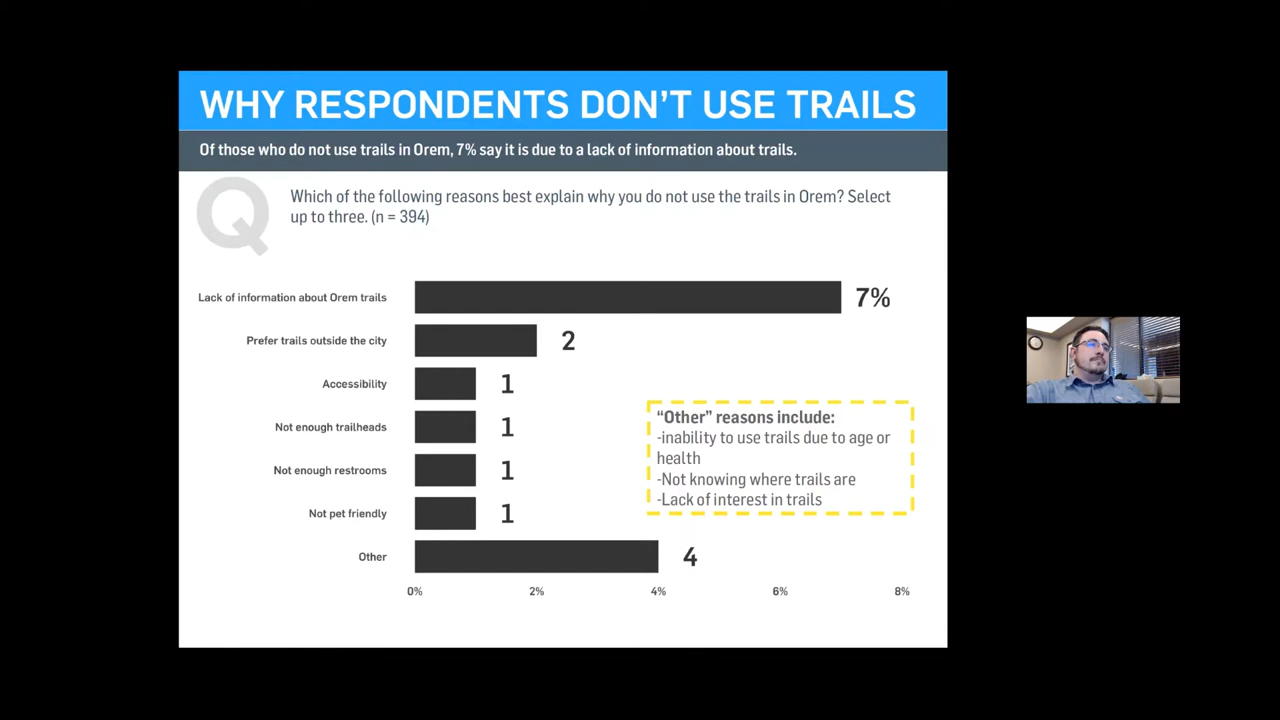 WHY RESPONDENTS DON'T USE TRAILS
Of those who do not use trails in Orem, 7% say it is due to a lack of information about trails.
Q
Which of the following reasons best explain why you do not use the trails in Orem? Select
up to three. (n = 394)
Lack of information about Orem trails
7%
Prefer trails outside the city
2
Accessibility
1
Not enough trailheads
1
Not enough restrooms
1
Not pet friendly
1
Other
4
"Other" reasons include:
-inability to use trails due to age or
health
-Not knowing where trails are
-Lack of interest in trails
0%
2%
4%
6%
8%